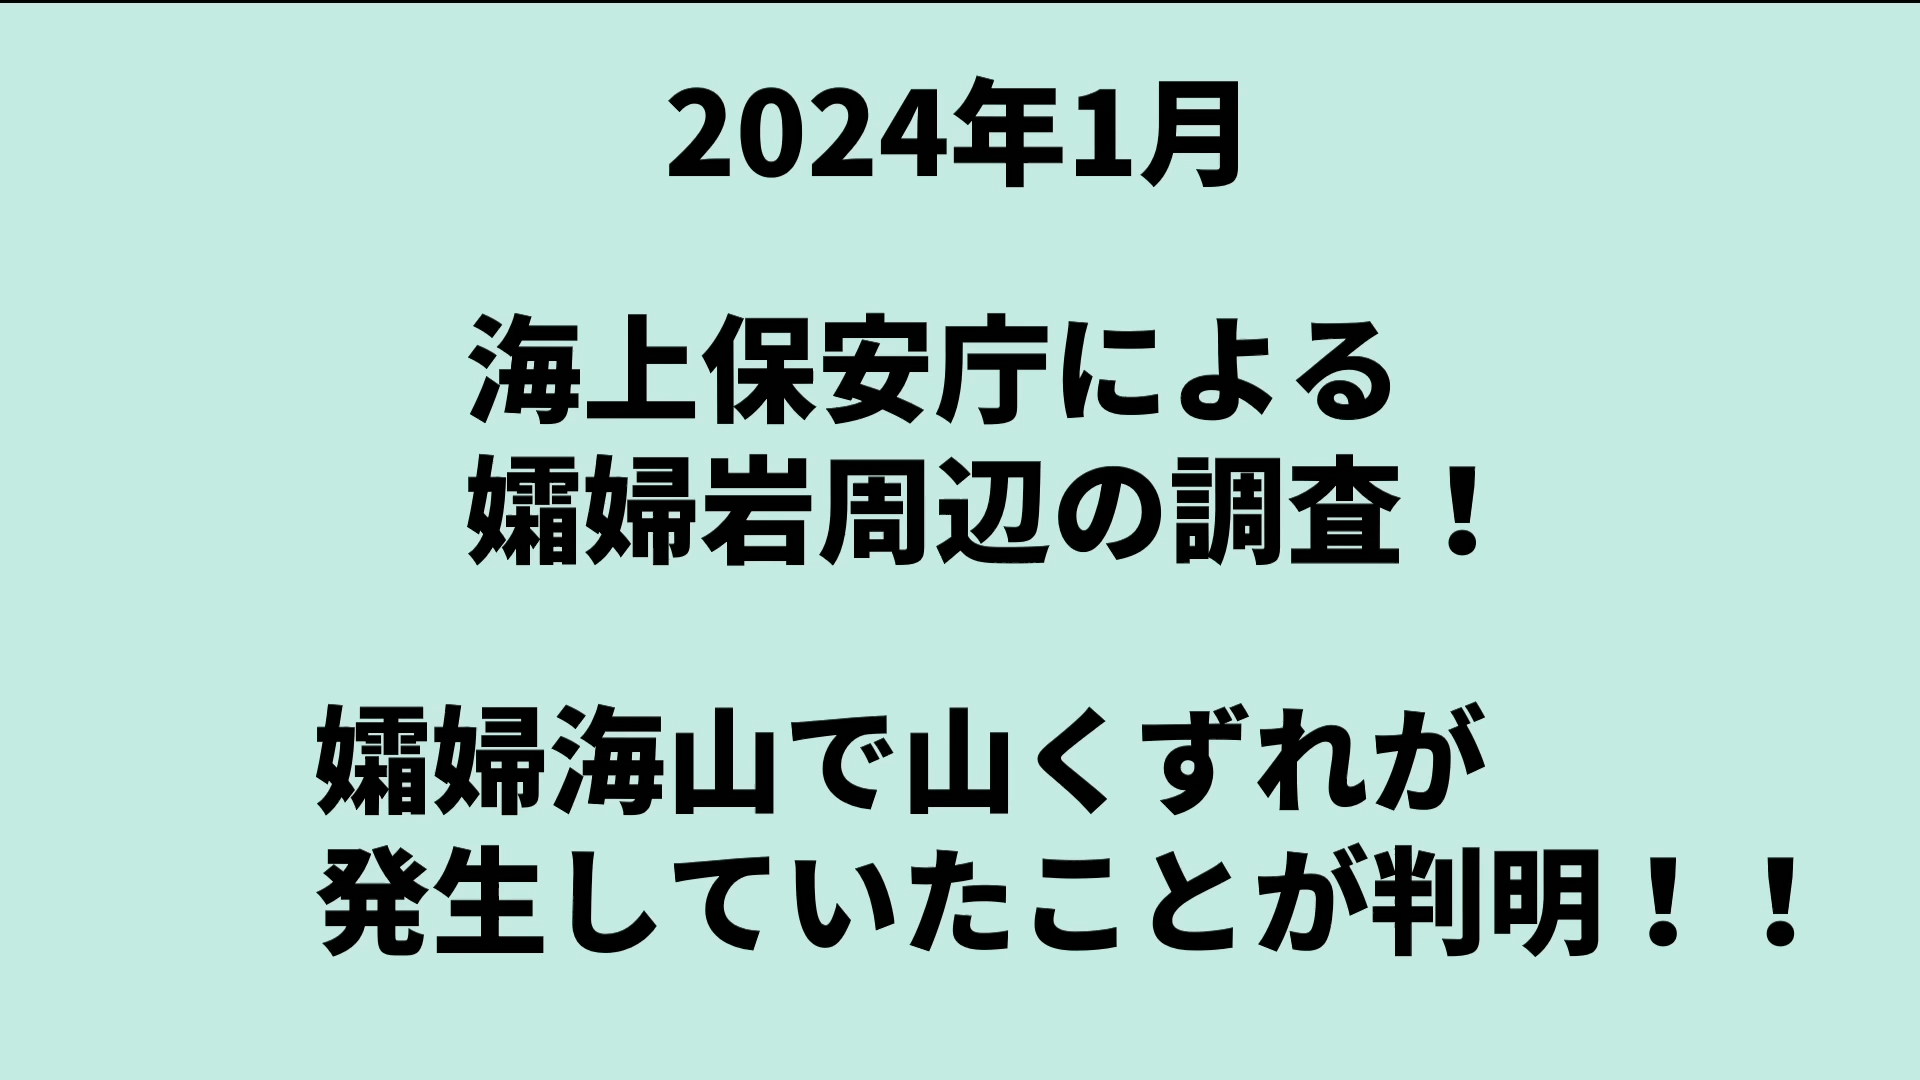 2024年1月
海上保安庁による
孀婦岩周辺の調査！
孀婦海山で山くずれが
発生していたことが判明！！